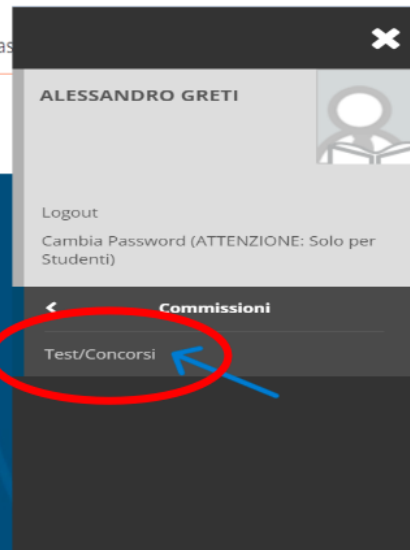 as
ALESSANDRO GRETI
Logout
Cambia Password (ATTENZIONE: Solo per
Studenti)
Commissioni
Test/Concorsi